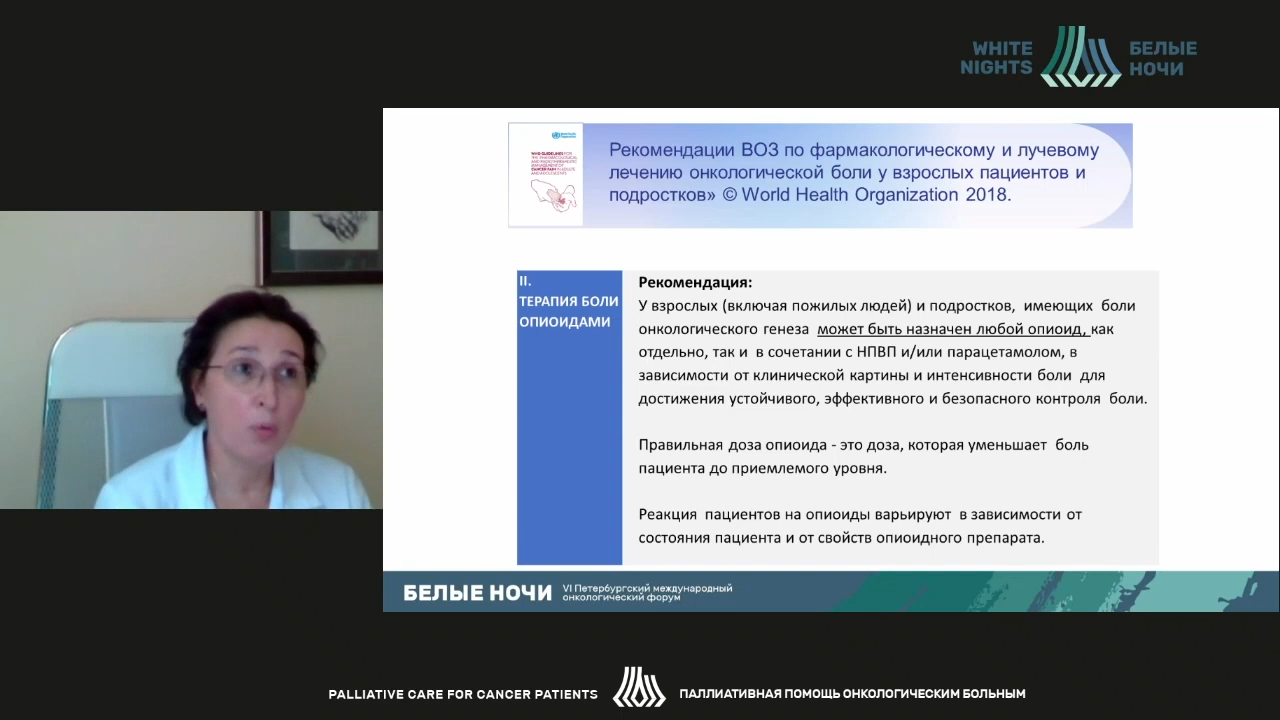 WHITE
NIGHTS
БЕЛЫЕ
НОЧИ
WHO GUIDELINES FOR
CANCER PAIN
Рекомендации ВОЗ по фармакологическому и лучевому
лечению онкологической боли у взрослых пациентов и
подростков» © World Health Organization 2018.
II.
ТЕРАПИЯ БОЛИ
ОПИОИДАМИ
Рекомендация:
У взрослых (включая пожилых людей) и подростков, имеющих боли
онкологического генеза может быть назначен любой опиоид, как
отдельно, так и в сочетании с НПВП и/или парацетамолом, в
зависимости от клинической картины и интенсивности боли для
достижения устойчивого, эффективного и безопасного контроля боли.
Правильная доза опиоида - это доза, которая уменьшает боль
пациента до приемлемого уровня.
Реакция пациентов на опиоиды варьируют в зависимости от
состояния пациента и от свойств опиоидного препарата.
БЕЛЫЕ НОЧИ
VI Петербургский международный
онкологический форум
PALLIATIVE CARE FOR CANCER PATIENTS
ПАЛЛИАТИВНАЯ ПОМОЩЬ ОНКОЛОГИЧЕСКИМ БОЛЬНЫМ